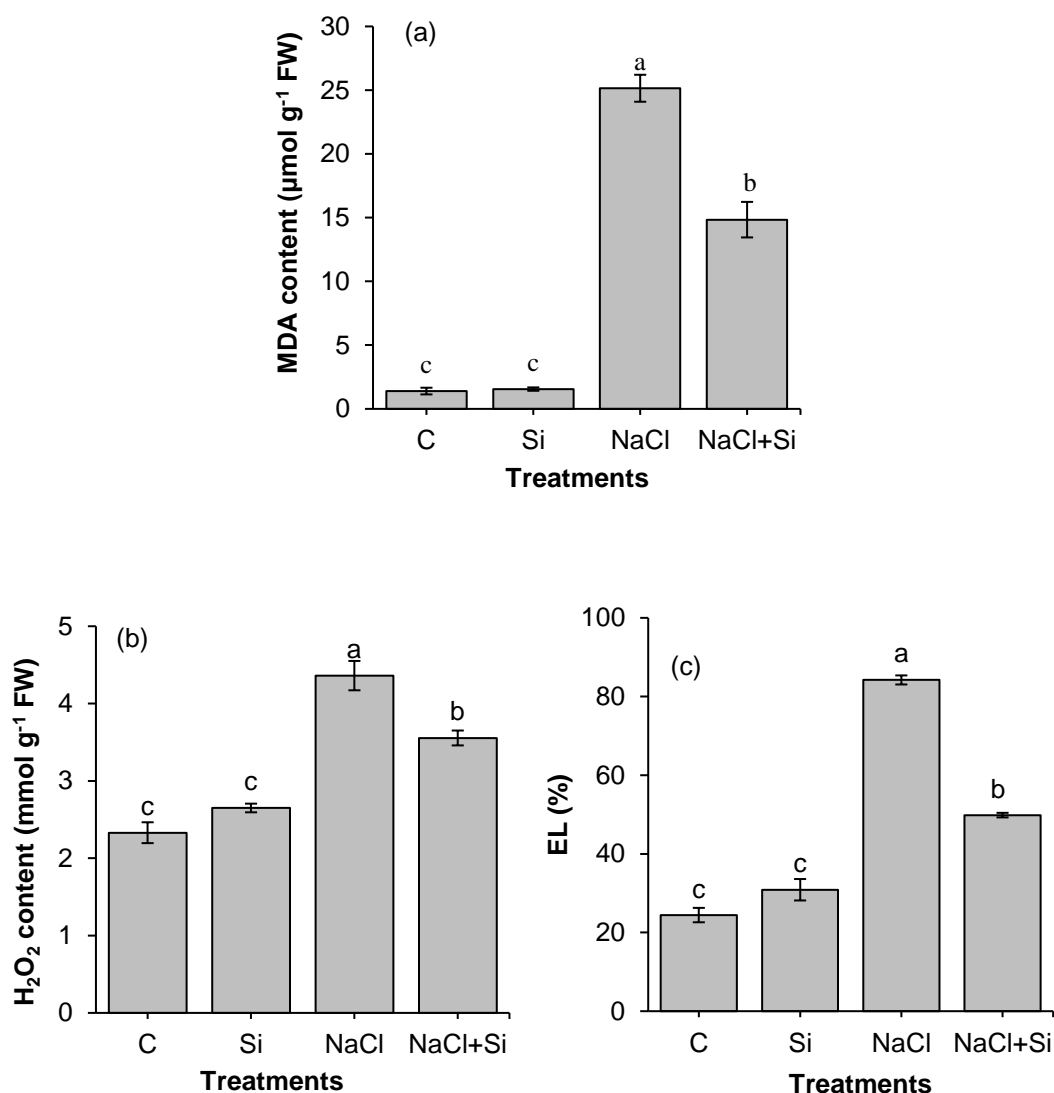 (a)
MDA content (µmol g⁻¹ FW)
30
25
20
15
10
5
0
a
b
c
c
C
Si
NaCl
NaCl+Si
Treatments
(b)
H₂O₂ content (mmol g⁻¹ FW)
5
4
3
2
1
0
a
b
c
c
C
Si
NaCl
NaCl+Si
Treatments
(c)
EL (%)
100
80
60
40
20
0
a
b
c
c
C
Si
NaCl
NaCl+Si
Treatments